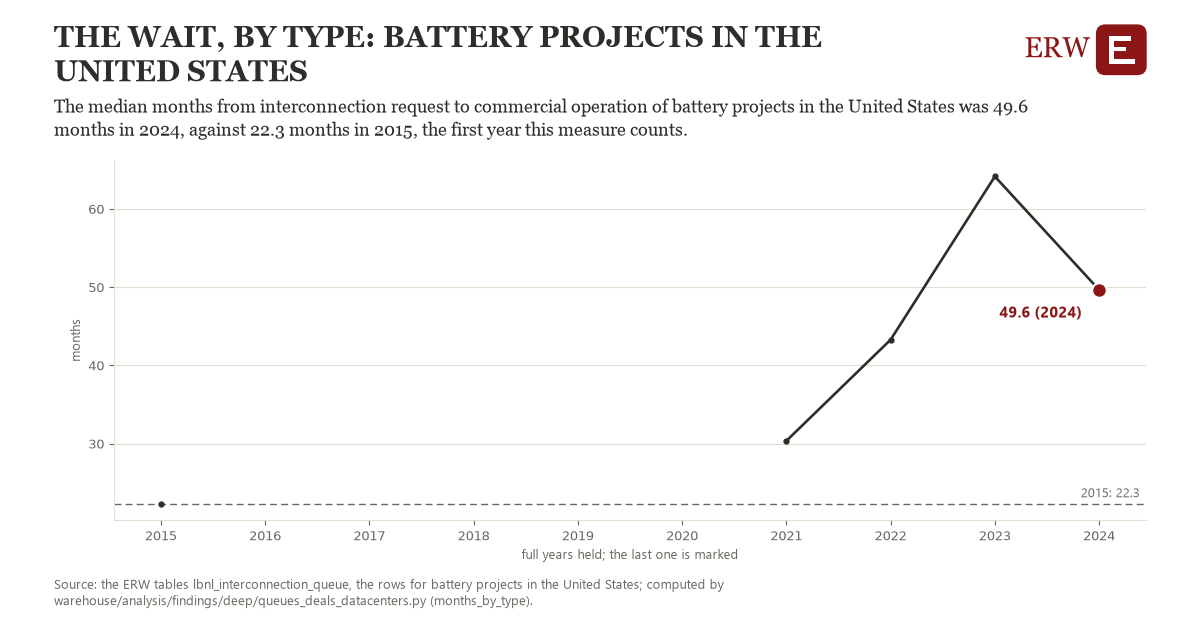 THE WAIT, BY TYPE: BATTERY PROJECTS IN THE
UNITED STATES
ERW E
The median months from interconnection request to commercial operation of battery projects in the United States was 49.6
months in 2024, against 22.3 months in 2015, the first year this measure counts.
months
60
50
40
30
49.6 (2024)
2015: 22.3
2015 2016 2017 2018 2019 2020 2021 2022 2023 2024
full years held; the last one is marked
Source: the ERW tables lbnl_interconnection_queue, the rows for battery projects in the United States; computed by
warehouse/analysis/findings/deep/queues_deals_datacenters.py (months_by_type).